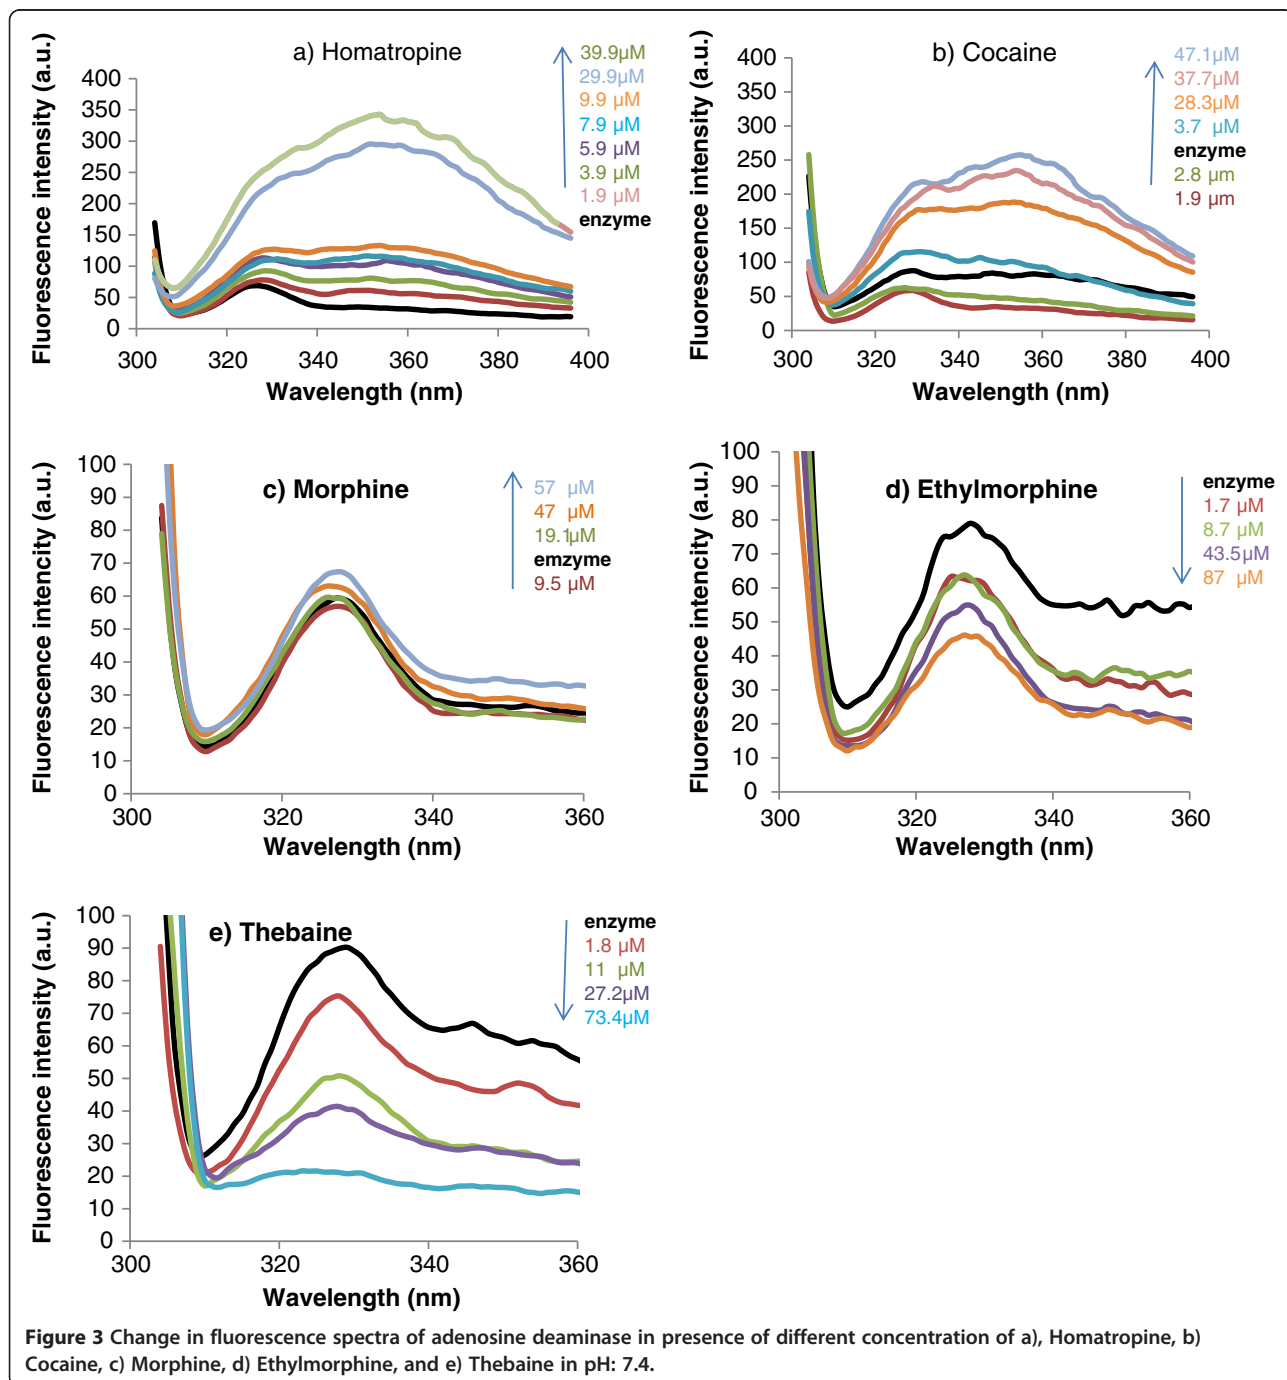 a) Homatropine
39.9µM
29.9µM
9.9 µM
7.9 µM
5.9 µM
3.9 µM
1.9 µM
enzyme
Fluorescence intensity (a.u.)
400
350
300
250
200
150
100
50
0
300 320 340 360 380 400
Wavelength (nm)
b) Cocaine
47.1µM
37.7µM
28.3µM
3.7 µM
enzyme
2.8 µm
1.9 µm
Fluorescence intensity (a.u.)
400
350
300
250
200
150
100
50
0
300 320 340 360 380 400
Wavelength (nm)
c) Morphine
57 µM
47 µM
19.1µM
emzyme
9.5 µM
Fluorescence intencity (a.u.)
100
90
80
70
60
50
40
30
20
10
0
300 320 340 360
Wavelength (nm)
d) Ethylmorphine
enzyme
1.7 µM
8.7 µM
43.5µM
87 µM
Fluorescence intencity (a.u.)
100
90
80
70
60
50
40
30
20
10
0
300 320 340 360
Wavelength (nm)
e) Thebaine
enzyme
1.8 µM
11 µM
27.2µM
73.4µM
Fluorescence intensity (a.u.)
100
90
80
70
60
50
40
30
20
10
0
300 320 340 360
Wavelength (nm)
Figure 3 Change in fluorescence spectra of adenosine deaminase in presence of different concentration of a), Homatropine, b)
Cocaine, c) Morphine, d) Ethylmorphine, and e) Thebaine in pH: 7.4.